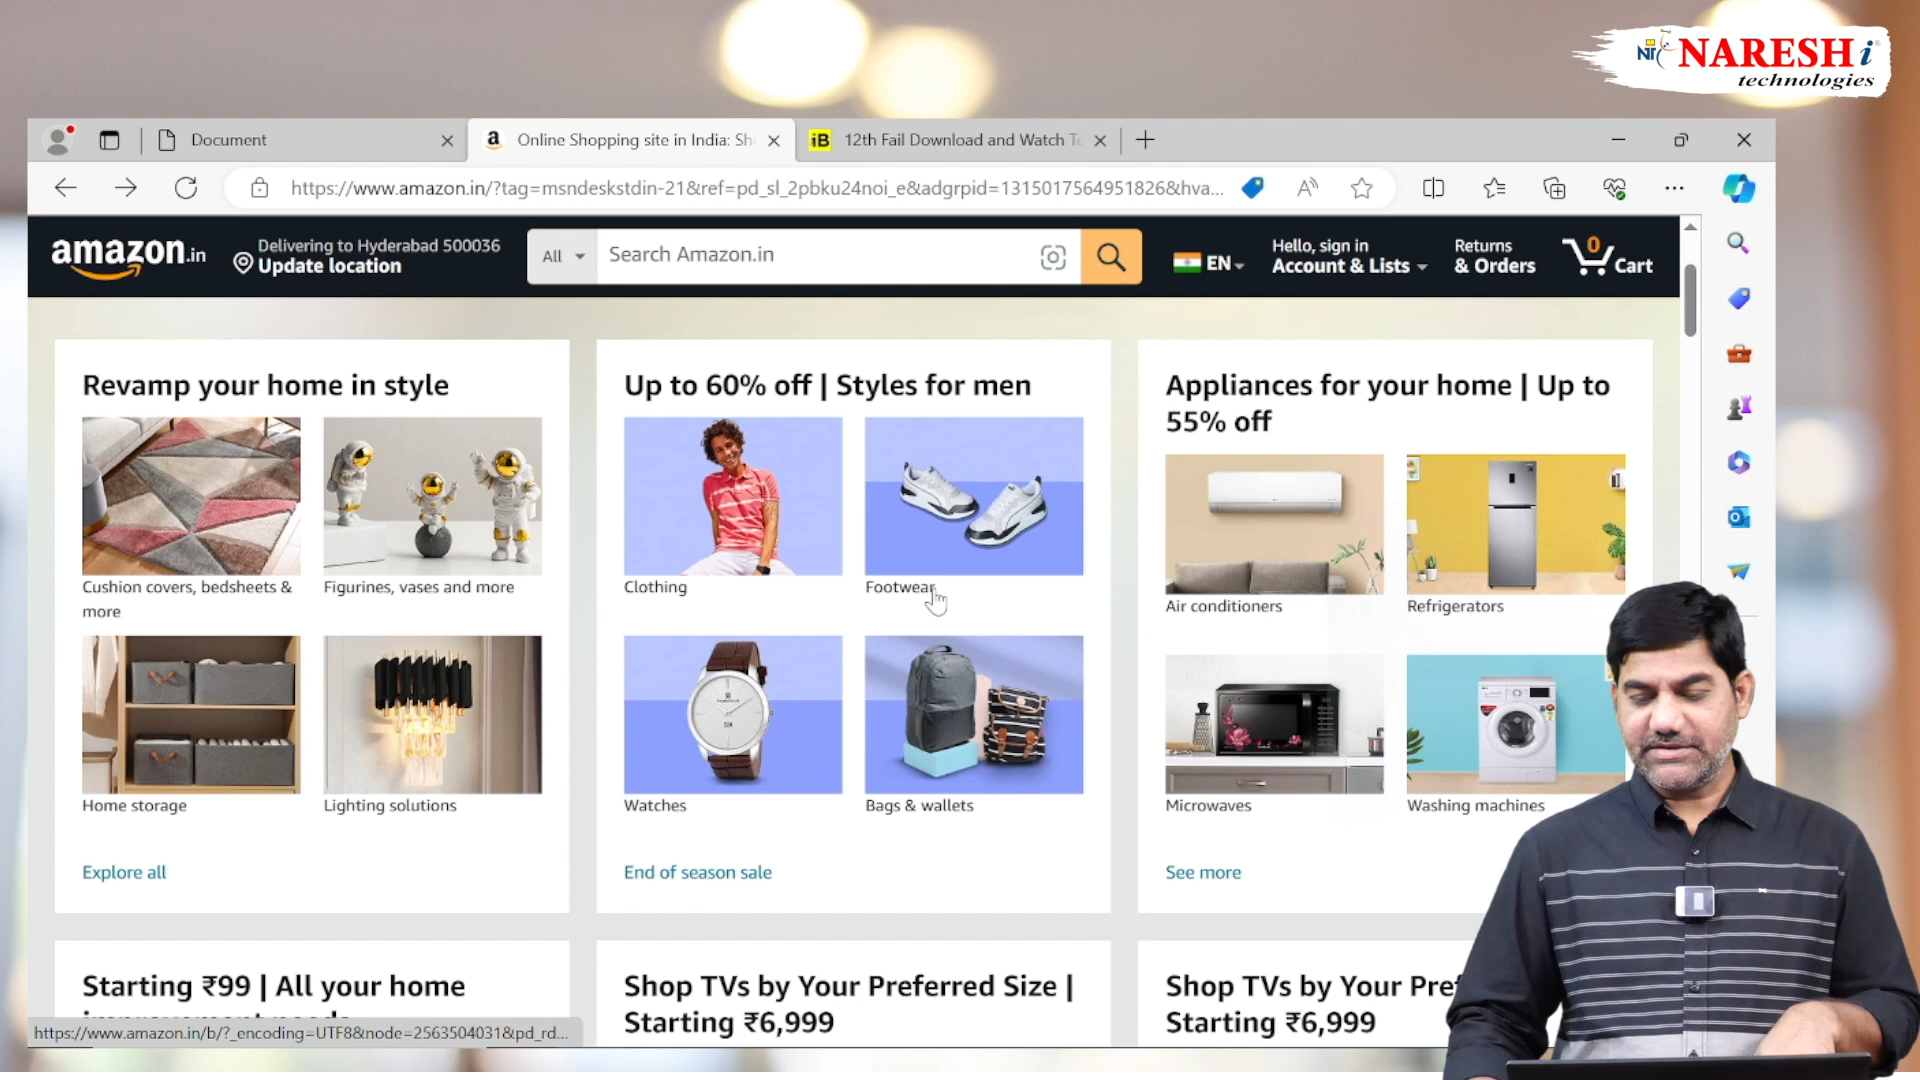 NiT NARESH i
technologies
Document
a Online Shopping site in India: Sh
iB 12th Fail Download and Watch To
https://www.amazon.in/?tag=msndeskstdin-21&ref=pd_sl_2pbku24noi_e&adgrpid=1315017564951826&hva...
amazon.in
Delivering to Hyderabad 500036
Update location
All
Search Amazon.in
EN
Hello, sign in
Account & Lists
Returns
& Orders
0
Cart
Revamp your home in style
Cushion covers, bedsheets &
more
Figurines, vases and more
Home storage
Lighting solutions
Explore all
Up to 60% off | Styles for men
Clothing
Footwear
Watches
Bags & wallets
End of season sale
Appliances for your home | Up to
55% off
Air conditioners
Refrigerators
Microwaves
Washing machines
See more
Starting ₹99 | All your home
improvement needs
Shop TVs by Your Preferred Size |
Starting ₹6,999
Shop TVs by Your Pref
Starting ₹6,999
https://www.amazon.in/b/?_encoding=UTF8&node=2563504031&pd_rd...